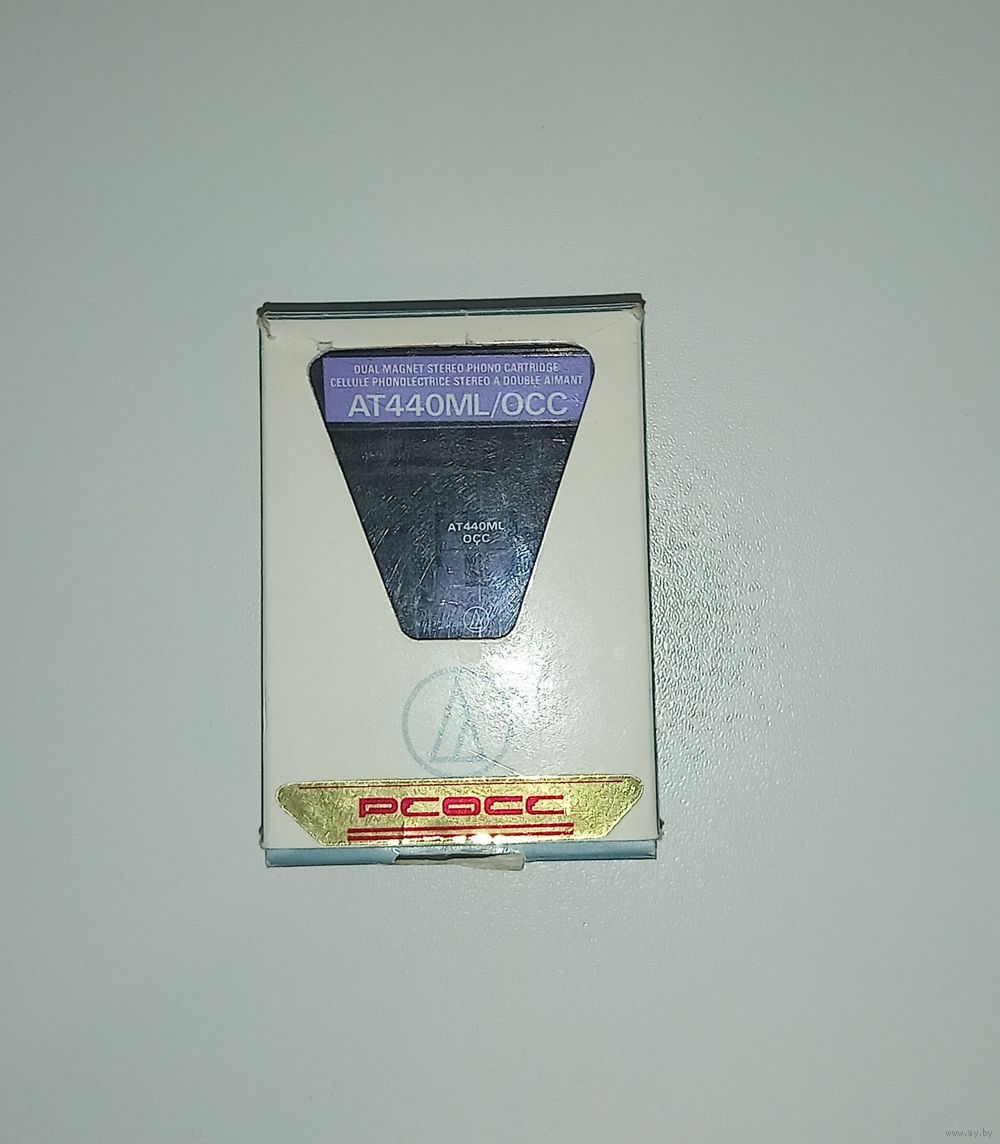 DUAL MAGNET STEREO PHONO CARTRIDGE
CELLULE PHONOLECTRICE STEREO A DOUBLE AIMANT
AT440ML/OCC
AT440ML
OCC
PCOCC
www.ay.by